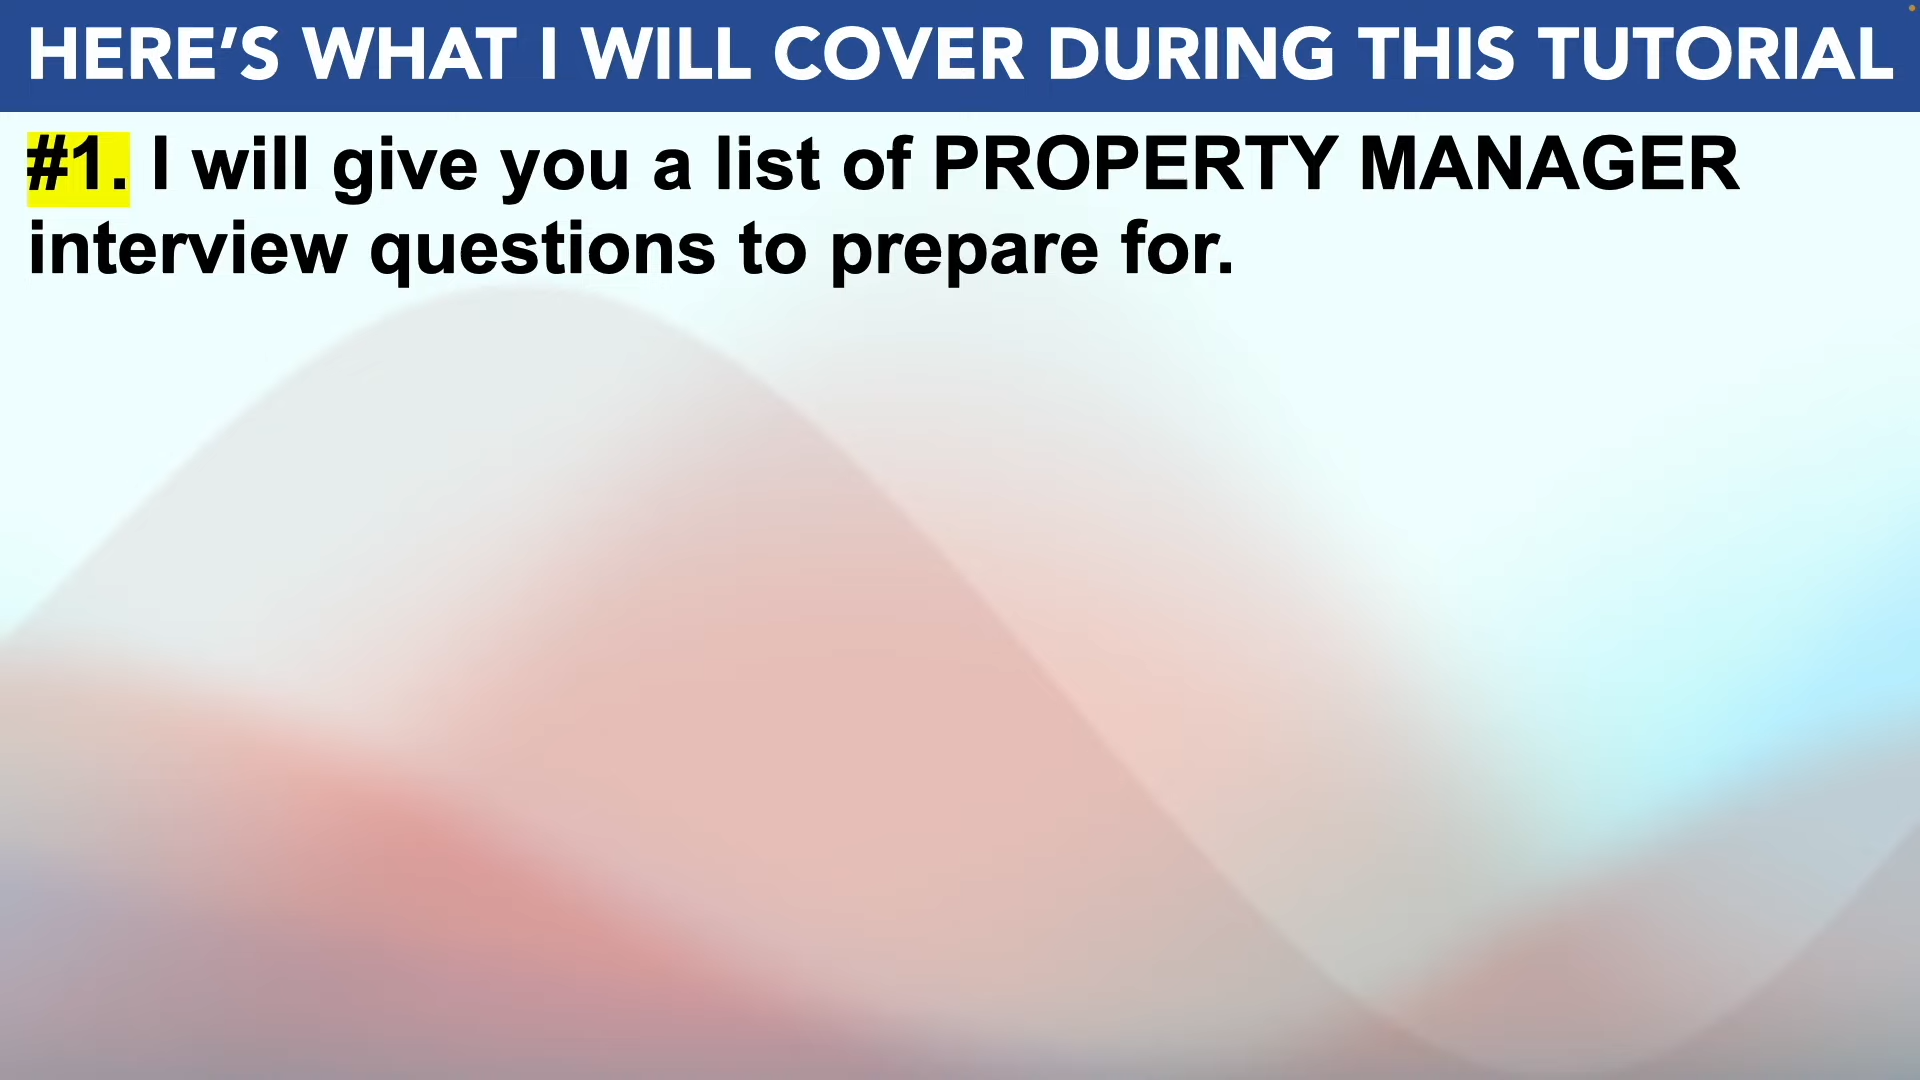 HERE’S WHAT I WILL COVER DURING THIS TUTORIAL
#1. I will give you a list of PROPERTY MANAGER
interview questions to prepare for.